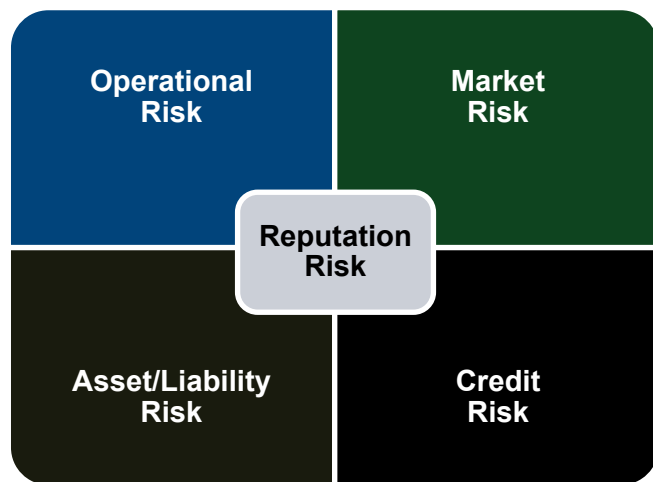 Operational
Risk
Market
Risk
Reputation
Risk
Asset/Liability
Risk
Credit
Risk